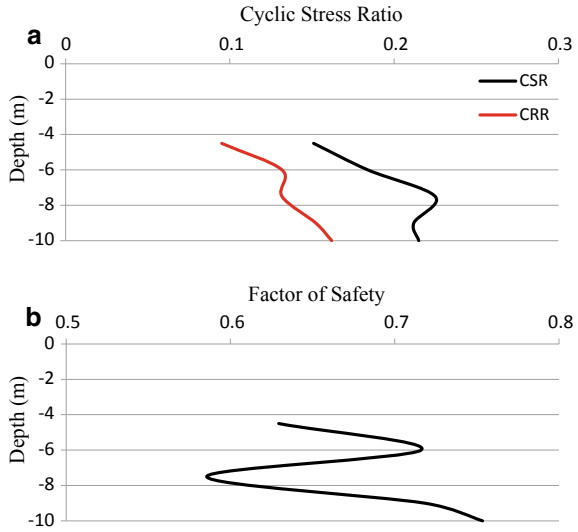 Cyclic Stress Ratio
a
0 0.1 0.2 0.3
0
-2
-4
-6
-8
-10
Depth (m)
CSR
CRR
Factor of Safety
b
0.5 0.6 0.7 0.8
0
-2
-4
-6
-8
-10
Depth (m)